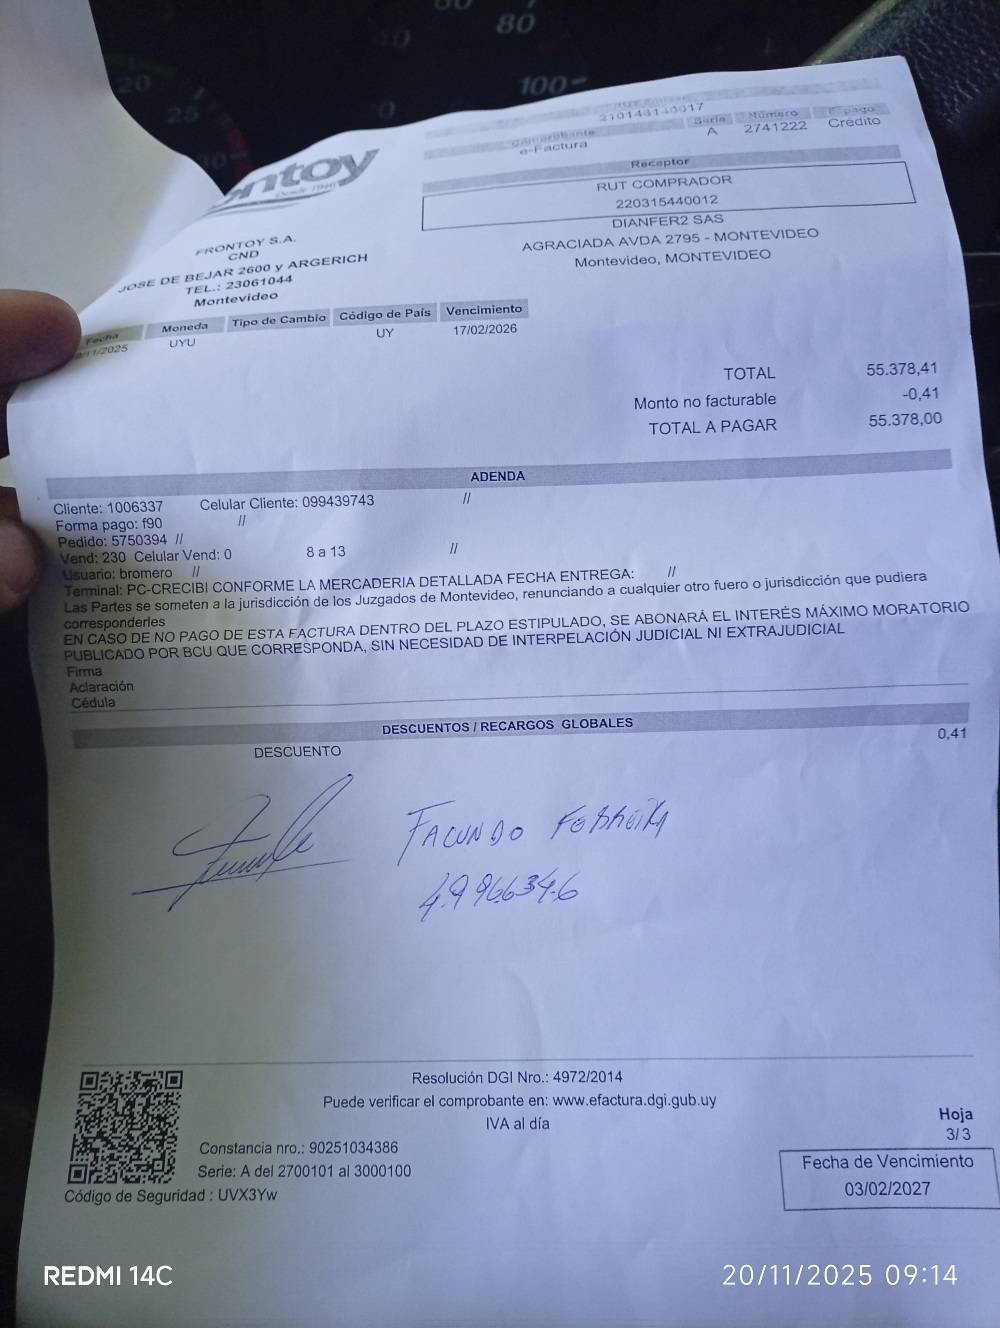 80
100
20
25
0
ntoy
Desde 1946
FRONTOY S.A.
CND
JOSE DE BEJAR 2600 y ARGERICH
TEL.: 23061044
Montevideo
Comprobante Serie Número F. pago
e-Factura A 2741222 Crédito
Receptor
RUT COMPRADOR
220315440012
DIANFER2 SAS
AGRACIADA AVDA 2795 - MONTEVIDEO
Montevideo, MONTEVIDEO
Fecha Moneda Tipo de Cambio Código de País Vencimiento
/11/2025 UYU UY 17/02/2026
TOTAL 55.378,41
Monto no facturable -0,41
TOTAL A PAGAR 55.378,00
ADENDA
Cliente: 1006337 Celular Cliente: 099439743 //
Forma pago: f90 //
Pedido: 5750394 //
Vend: 230 Celular Vend: 0 8 a 13 //
Usuario: bromero //
Terminal: PC-CRECIBI CONFORME LA MERCADERIA DETALLADA FECHA ENTREGA: //
Las Partes se someten a la jurisdicción de los Juzgados de Montevideo, renunciando a cualquier otro fuero o jurisdicción que pudiera
corresponderles
EN CASO DE NO PAGO DE ESTA FACTURA DENTRO DEL PLAZO ESTIPULADO, SE ABONARÁ EL INTERÉS MÁXIMO MORATORIO
PUBLICADO POR BCU QUE CORRESPONDA, SIN NECESIDAD DE INTERPELACIÓN JUDICIAL NI EXTRAJUDICIAL
Firma
Aclaración
Cédula
DESCUENTOS / RECARGOS GLOBALES
DESCUENTO 0,41
FACUNDO FERREIRA
4.996634-6
Resolución DGI Nro.: 4972/2014
Puede verificar el comprobante en: www.efactura.dgi.gub.uy
IVA al día
Constancia nro.: 90251034386
Serie: A del 2700101 al 3000100
Código de Seguridad : UVX3Yw
Hoja
3/ 3
Fecha de Vencimiento
03/02/2027
REDMI 14C
20/11/2025 09:14